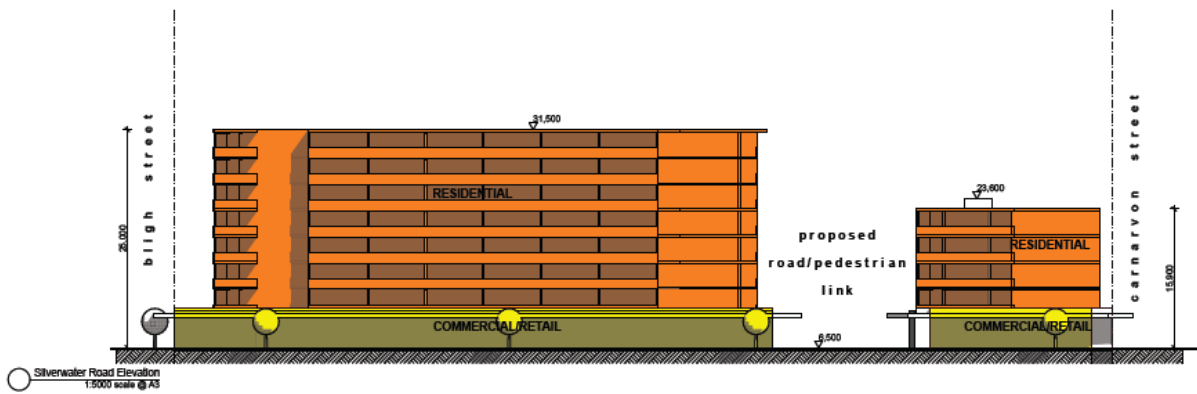 31,500
23,600
bligh street
25,000
RESIDENTIAL
proposed
road/pedestrian
link
RESIDENTIAL
carnarvon street
15,900
COMMERCIAL/RETAIL
COMMERCIAL/RETAIL
6,500
Silverwater Road Elevation
1:5000 scale @ A3